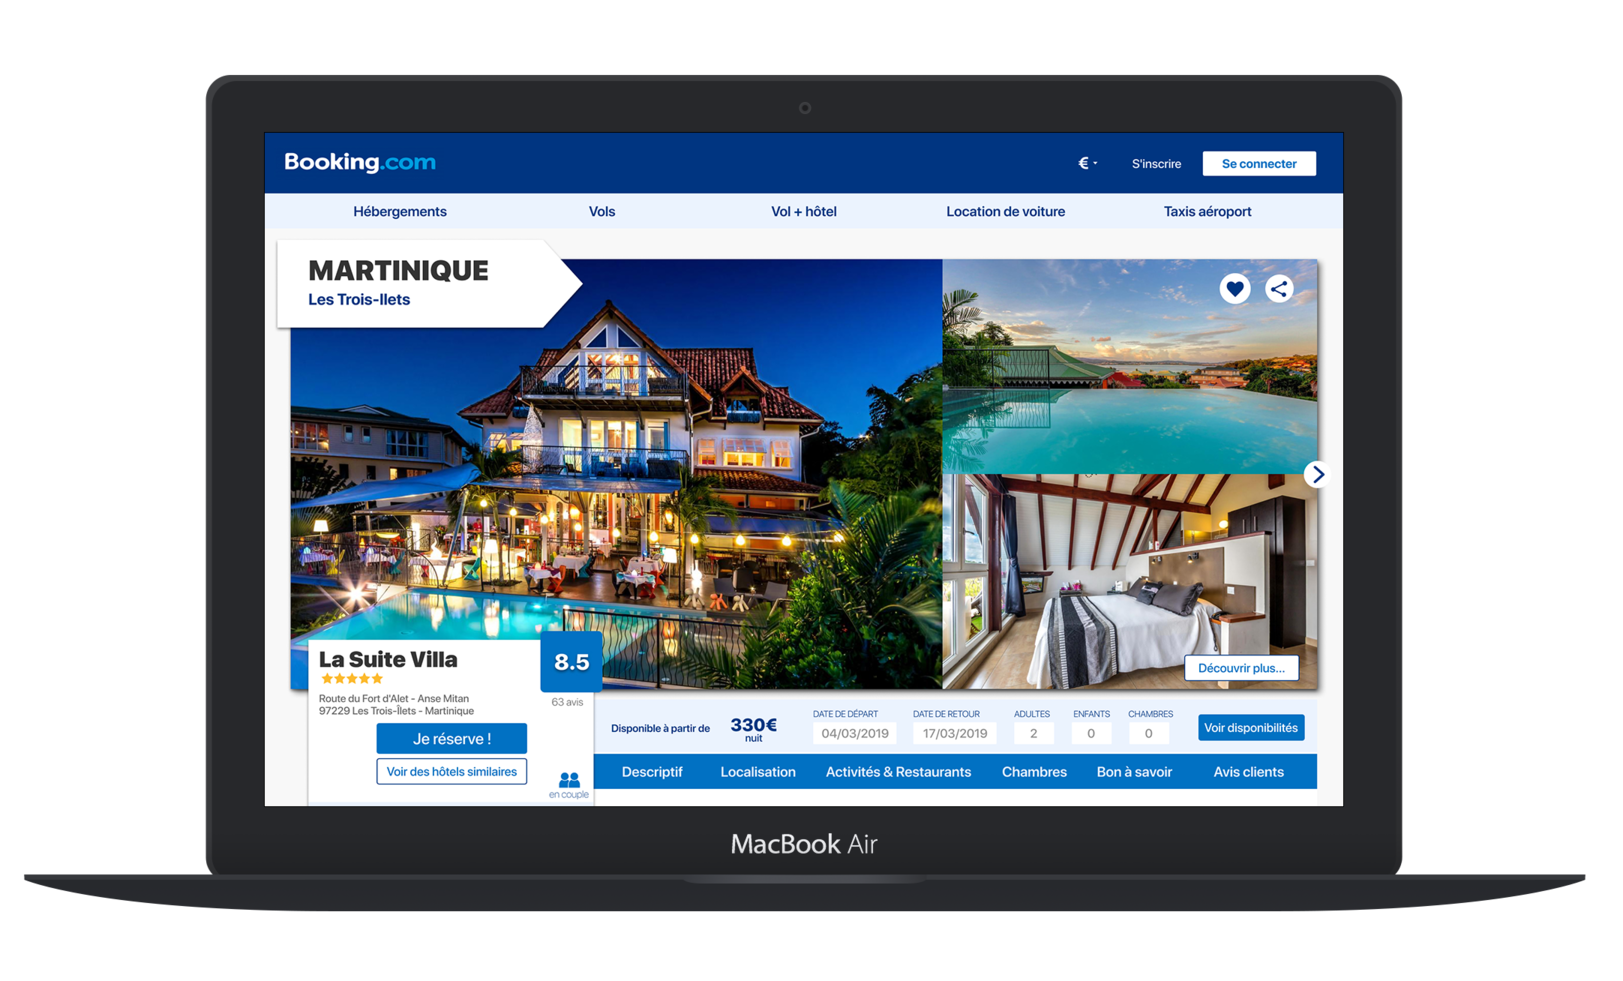 Booking.com
€
S'inscrire
Se connecter
Hébergements
Vols
Vol + hôtel
Location de voiture
Taxis aéroport
MARTINIQUE
Les Trois-Ilets
Découvrir plus...
La Suite Villa
8.5
63 avis
Route du Fort d'Alet - Anse Mitan
97229 Les Trois-Îlets - Martinique
Je réserve !
Voir des hôtels similaires
en couple
Disponible à partir de
330€
nuit
DATE DE DÉPART
04/03/2019
DATE DE RETOUR
17/03/2019
ADULTES
2
ENFANTS
0
CHAMBRES
0
Voir disponibilités
Descriptif
Localisation
Activités & Restaurants
Chambres
Bon à savoir
Avis clients
MacBook Air